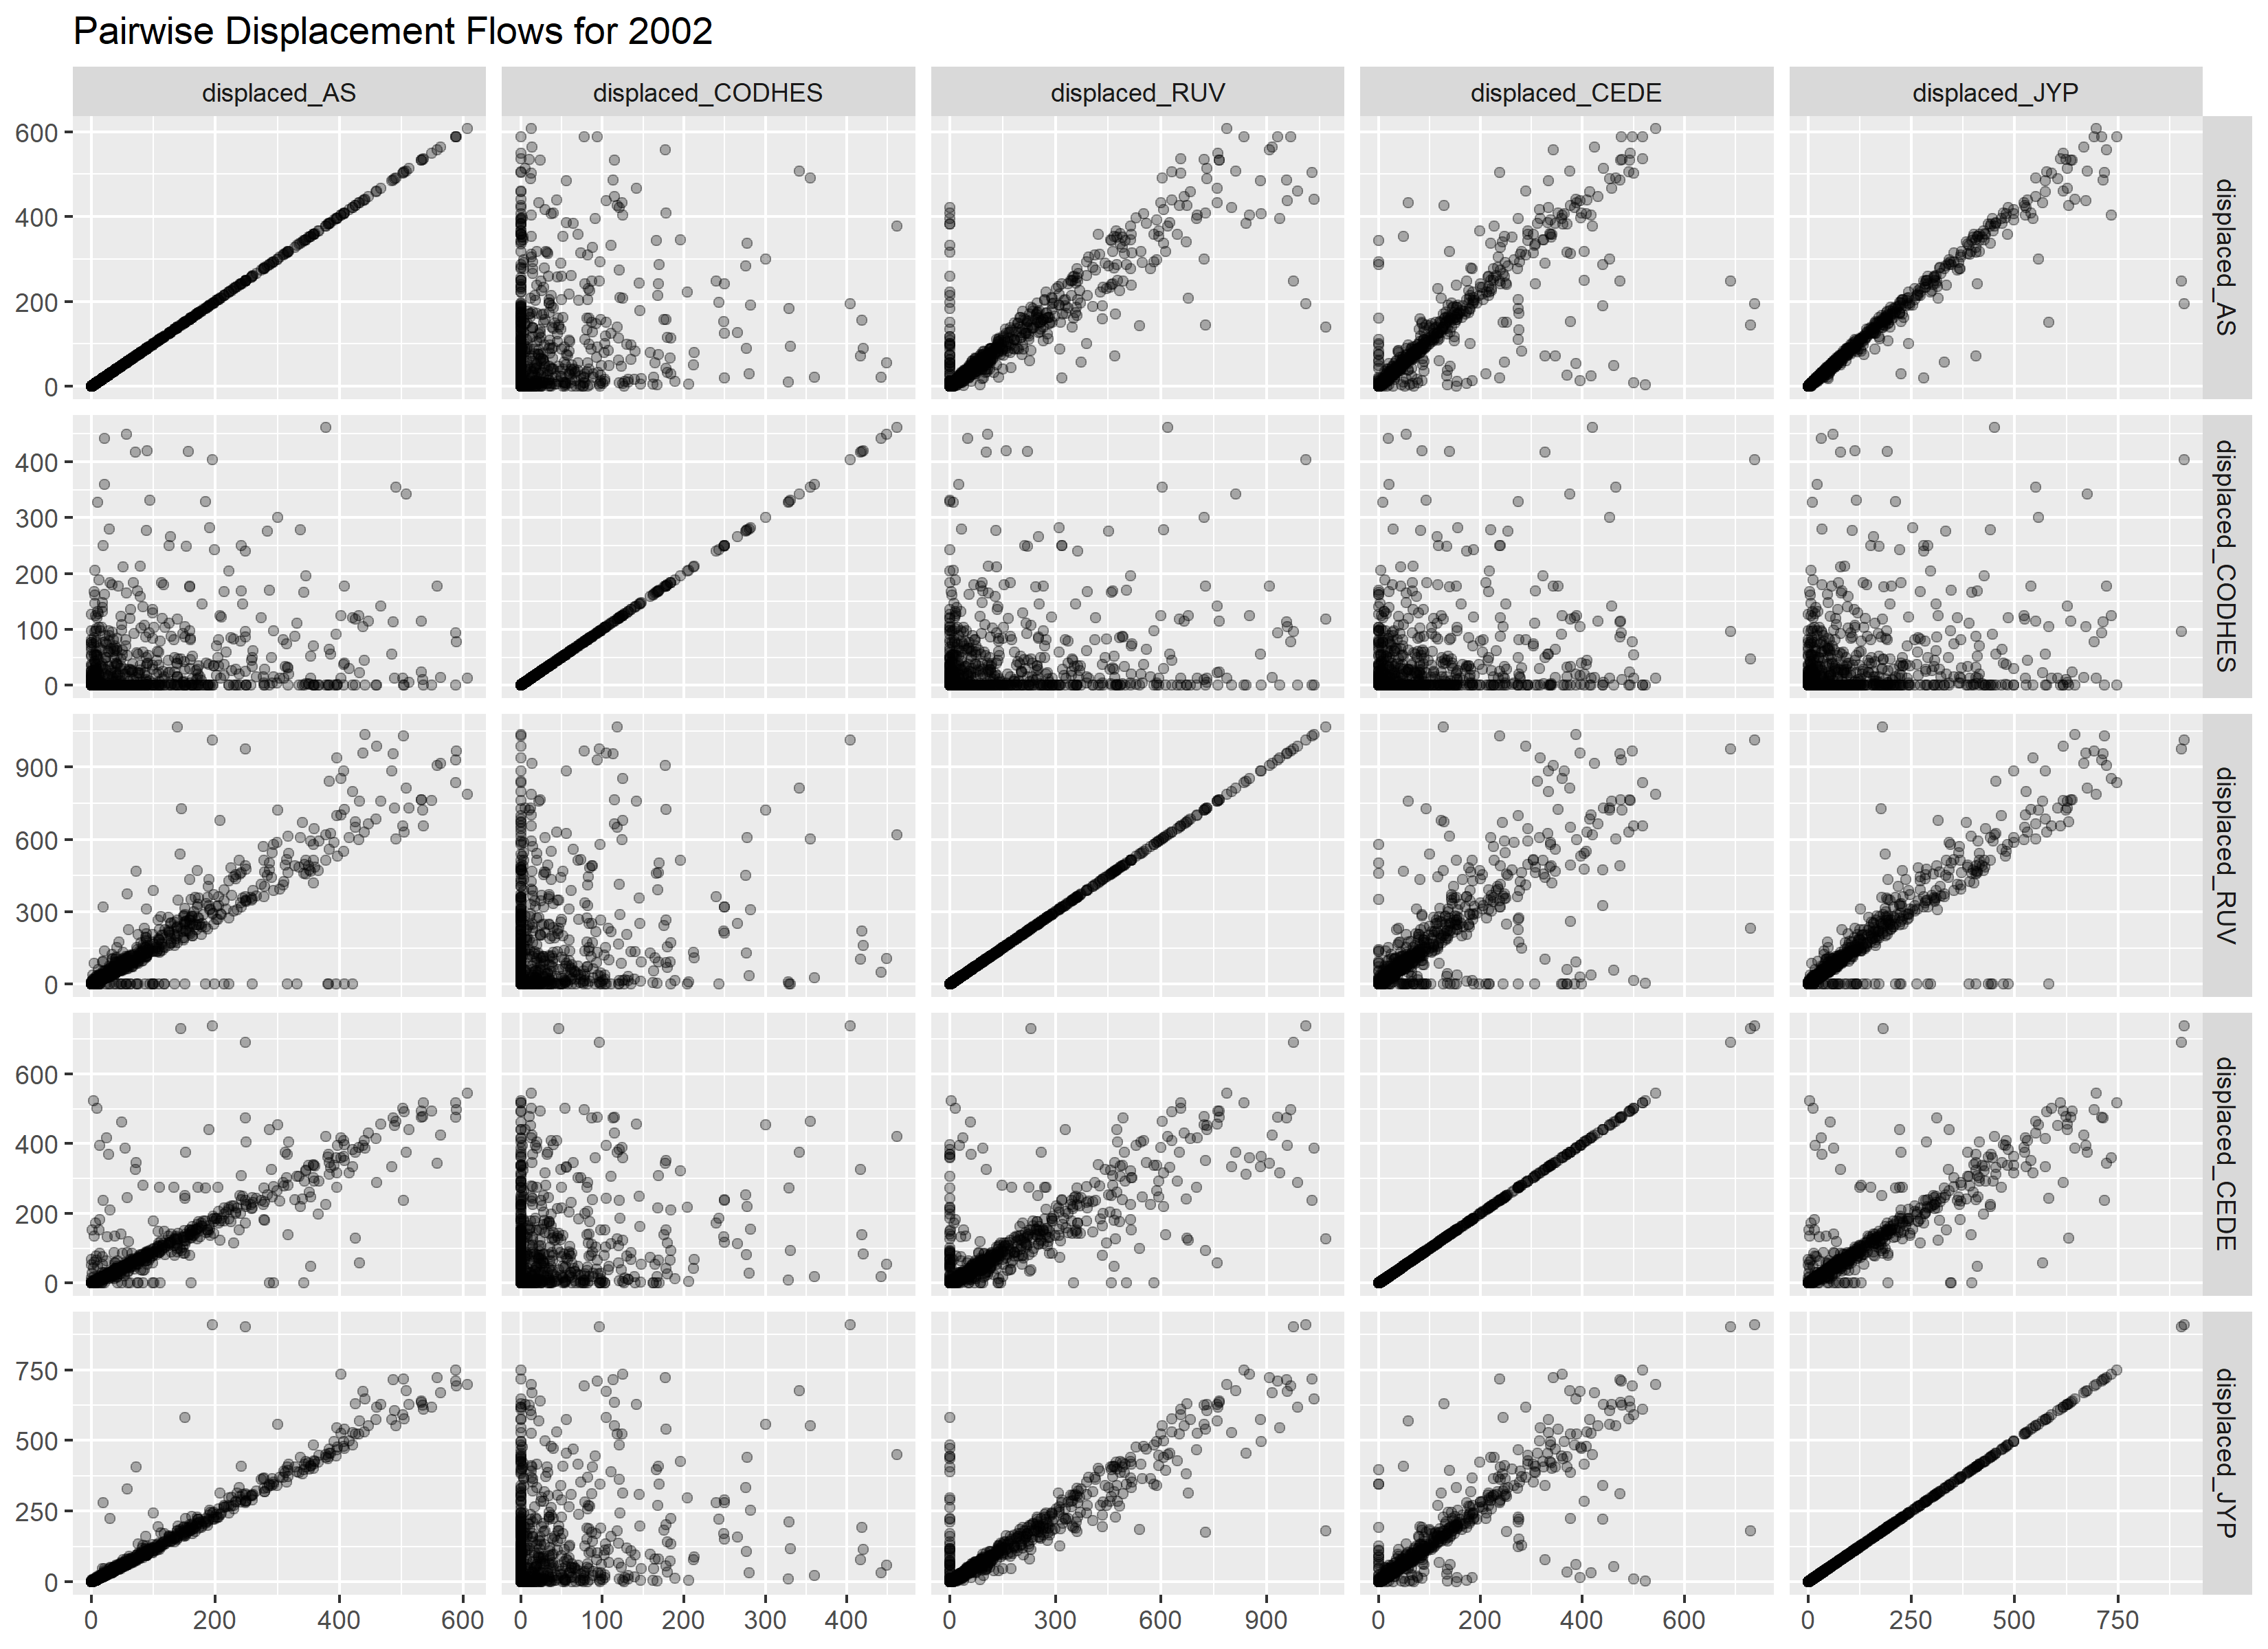 Pairwise Displacement Flows for 2002
displaced_AS
displaced_CODHES
displaced_RUV
displaced_CEDE
displaced_JYP
600
400
200
0
displaced_AS
400
300
200
100
0
displaced_CODHES
900
600
300
0
displaced_RUV
600
400
200
0
displaced_CEDE
750
500
250
0
displaced_JYP
0 200 400 600
0 100 200 300 400
0 300 600 900
0 200 400 600
0 250 500 750